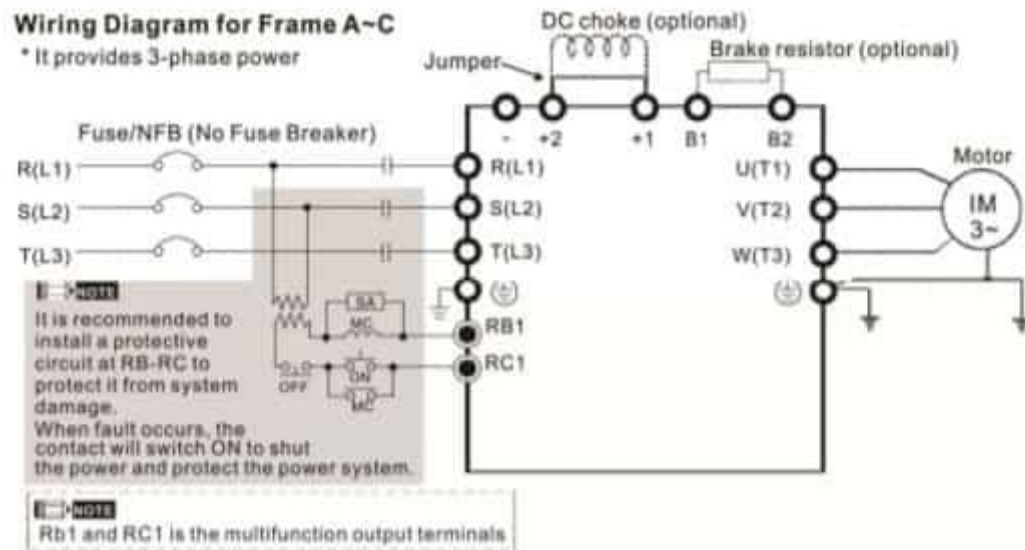 Wiring Diagram for Frame A~C
* It provides 3-phase power
DC choke (optional)
Jumper
Brake resistor (optional)
- +2 +1 B1 B2
Fuse/NFB (No Fuse Breaker)
R(L1)
S(L2)
T(L3)
R(L1)
S(L2)
T(L3)
RB1
RC1
U(T1)
V(T2)
W(T3)
Motor
IM
3~
SA
MC
ON
OFF
MC
NOTE
It is recommended to
install a protective
circuit at RB-RC to
protect it from system
damage.
When fault occurs, the
contact will switch ON to shut
the power and protect the power system.
NOTE
Rb1 and RC1 is the multifunction output terminals